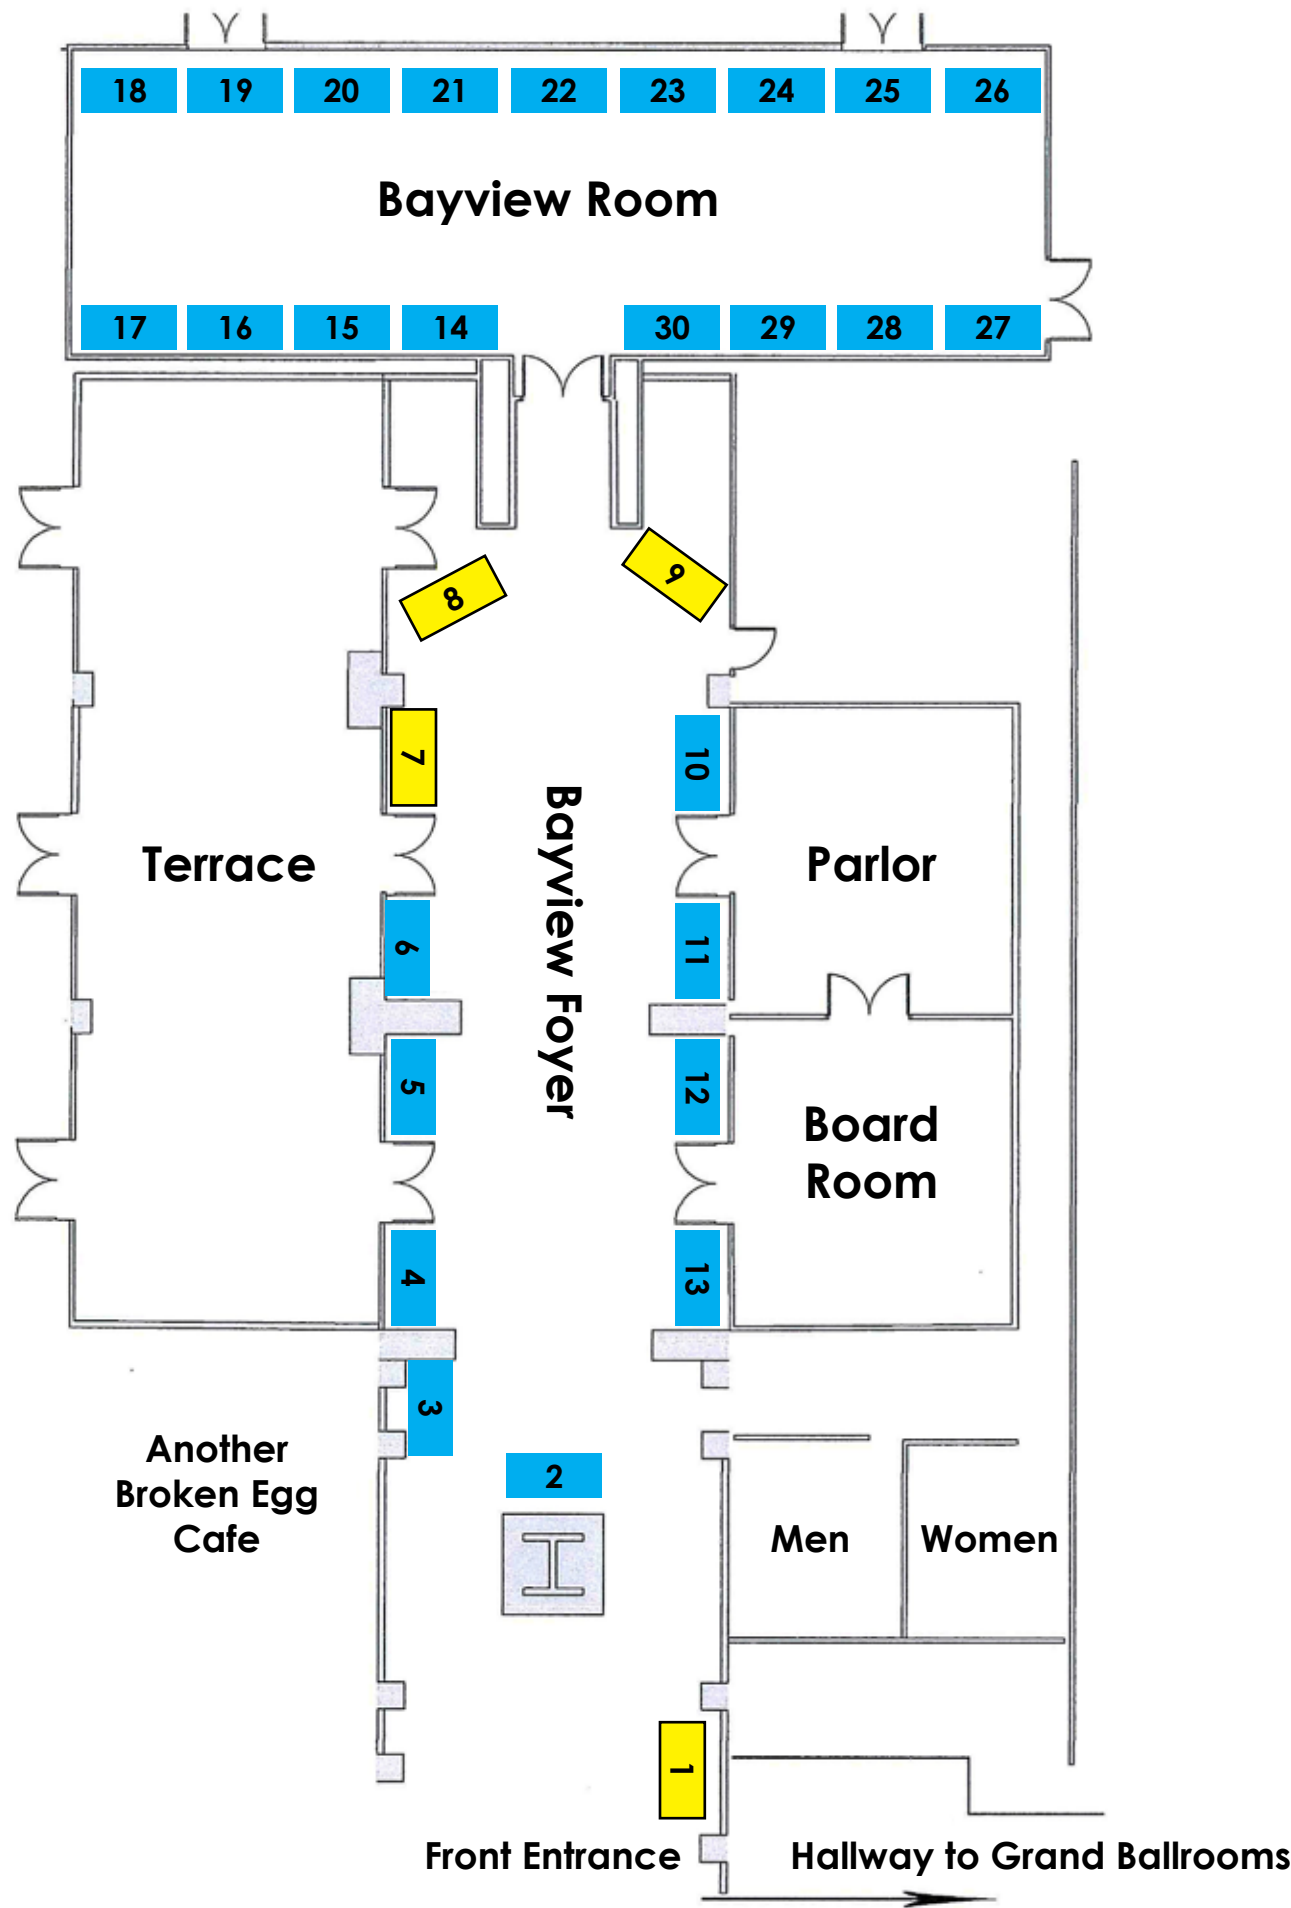 18 19 20 21 22 23 24 25 26
Bayview Room
17 16 15 14 30 29 28 27
9
8
7
10
Bayview Foyer
Terrace
Parlor
6
11
5
12
Board
Room
4
13
3
Another
Broken Egg
Cafe
2
Men
Women
1
Front Entrance
Hallway to Grand Ballrooms